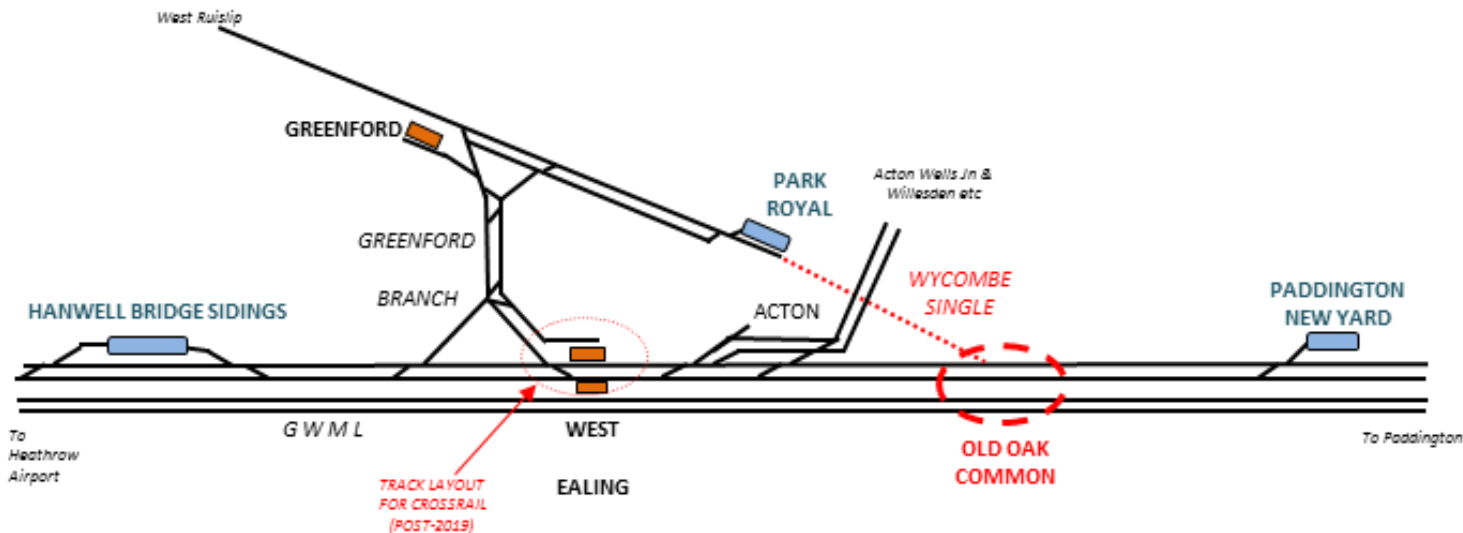 West Ruislip
GREENFORD
PARK
ROYAL
Acton Wells Jn &
Willesden etc
GREENFORD
BRANCH
WYCOMBE
SINGLE
HANWELL BRIDGE SIDINGS
ACTON
PADDINGTON
NEW YARD
To
Heathrow
Airport
G W M L
WEST
EALING
OLD OAK
COMMON
To Paddington
TRACK LAYOUT
FOR CROSSRAIL
(POST-2019)